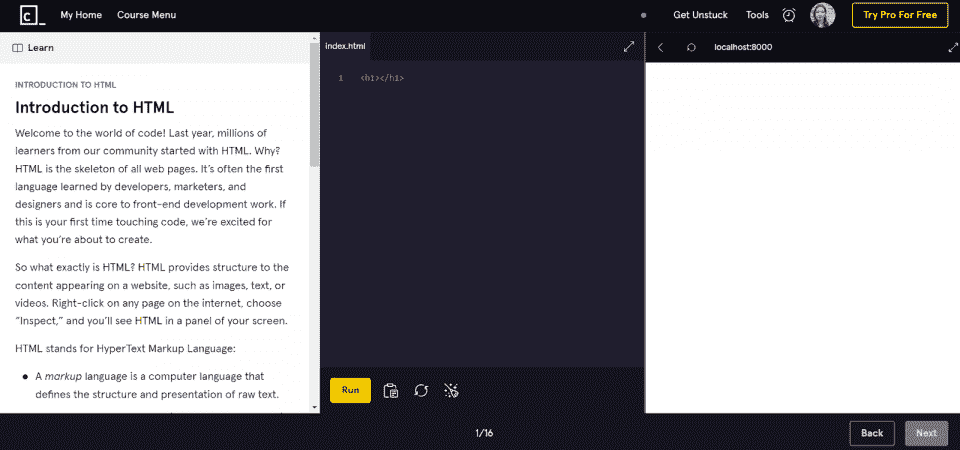 C_
My Home
Course Menu
Get Unstuck
Tools
Try Pro For Free
Learn
index.html
localhost:8000
INTRODUCTION TO HTML
Introduction to HTML
Welcome to the world of code! Last year, millions of
learners from our community started with HTML. Why?
HTML is the skeleton of all web pages. It's often the first
language learned by developers, marketers, and
designers and is core to front-end development work. If
this is your first time touching code, we're excited for
what you're about to create.
So what exactly is HTML? HTML provides structure to the
content appearing on a website, such as images, text, or
videos. Right-click on any page on the internet, choose
"Inspect," and you'll see HTML in a panel of your screen.
HTML stands for HyperText Markup Language:
● A markup language is a computer language that
defines the structure and presentation of raw text.
1 <h1></h1>
Run
1/16
Back
Next